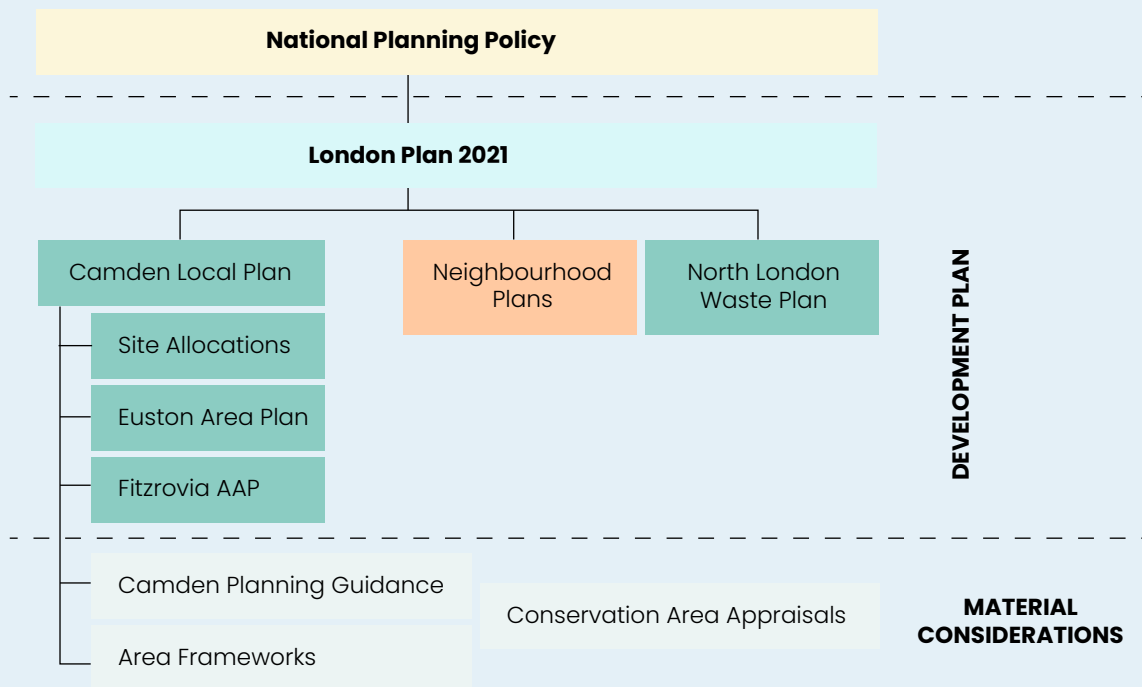 National Planning Policy
London Plan 2021
Camden Local Plan
Neighbourhood
Plans
North London
Waste Plan
Site Allocations
Euston Area Plan
Fitzrovia AAP
DEVELOPMENT PLAN
Camden Planning Guidance
Area Frameworks
Conservation Area Appraisals
MATERIAL
CONSIDERATIONS